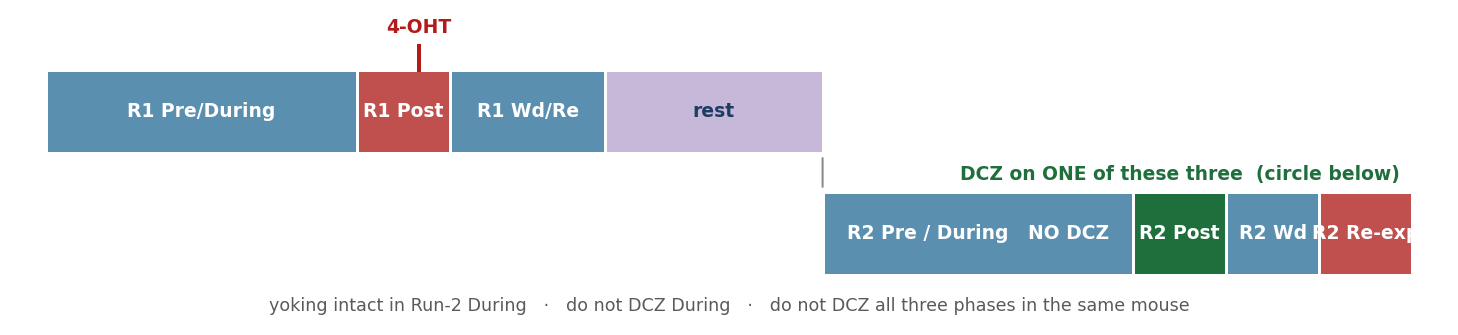 4-OHT
R1 Pre/During
R1 Post
R1 Wd/Re
rest
DCZ on ONE of these three (circle below)
R2 Pre / During NO DCZ
R2 Post
R2 Wd
R2 Re-exp
yoking intact in Run-2 During · do not DCZ During · do not DCZ all three phases in the same mouse